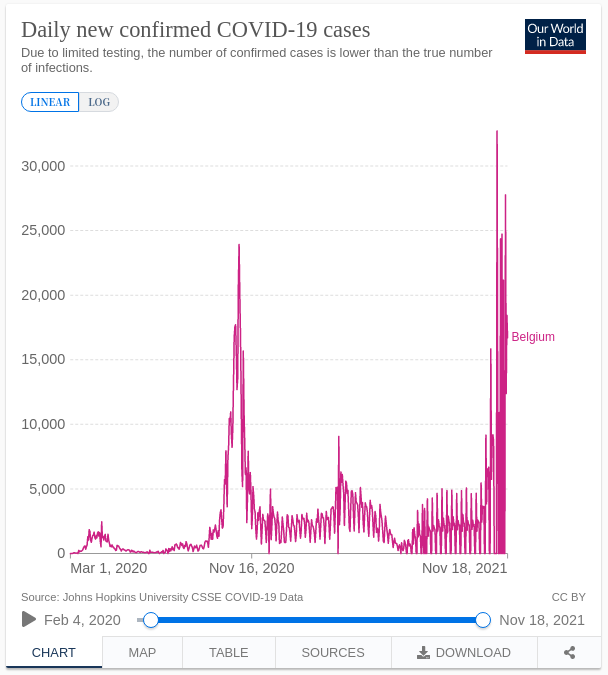 Daily new confirmed COVID-19 cases
Our World
in Data
Due to limited testing, the number of confirmed cases is lower than the true number
of infections.
LINEAR LOG
30,000
25,000
20,000
15,000
10,000
5,000
0
Belgium
Mar 1, 2020 Nov 16, 2020 Nov 18, 2021
Source: Johns Hopkins University CSSE COVID-19 Data CC BY
Feb 4, 2020 Nov 18, 2021
CHART MAP TABLE SOURCES DOWNLOAD